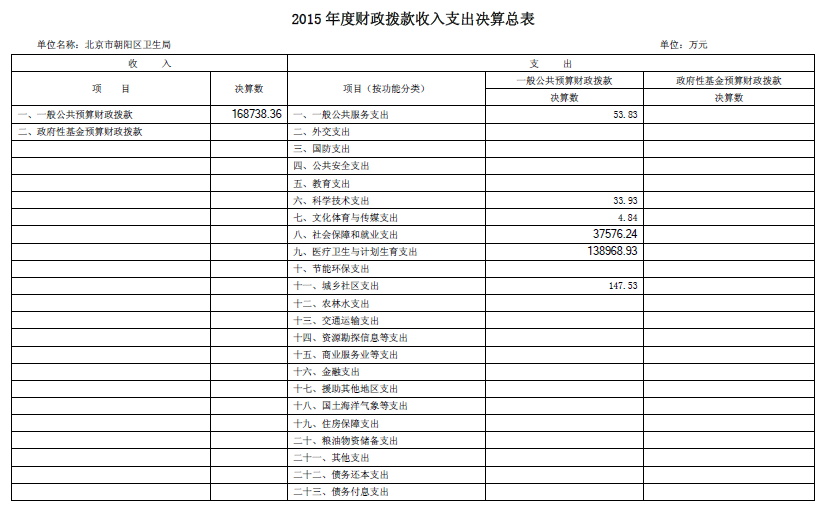 2015 年度财政拨款收入支出决算总表
单位名称：北京市朝阳区卫生局 单位：万元
收 入 支 出
项 目 决算数 项目（按功能分类） 一般公共预算财政拨款 政府性基金预算财政拨款
决算数 决算数
一、一般公共预算财政拨款 168738.36 一、一般公共服务支出 53.83
二、政府性基金预算财政拨款 二、外交支出
三、国防支出
四、公共安全支出
五、教育支出
六、科学技术支出 33.93
七、文化体育与传媒支出 4.84
八、社会保障和就业支出 37576.24
九、医疗卫生与计划生育支出 138968.93
十、节能环保支出
十一、城乡社区支出 147.53
十二、农林水支出
十三、交通运输支出
十四、资源勘探信息等支出
十五、商业服务业等支出
十六、金融支出
十七、援助其他地区支出
十八、国土海洋气象等支出
十九、住房保障支出
二十、粮油物资储备支出
二十一、其他支出
二十二、债务还本支出
二十三、债务付息支出